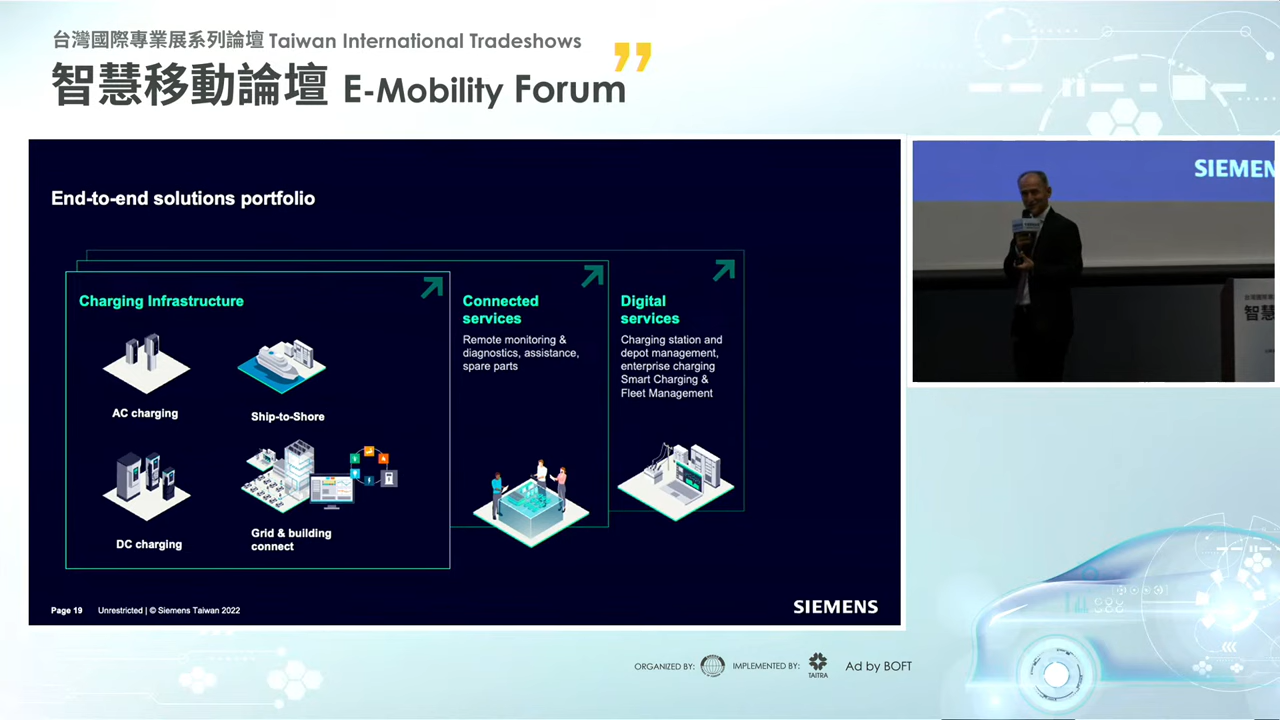 台灣國際專業展系列論壇 Taiwan International Tradeshows
智慧移動論壇 E-Mobility Forum
End-to-end solutions portfolio
Charging Infrastructure
AC charging
Ship-to-Shore
DC charging
Grid & building
connect
Connected
services
Remote monitoring &
diagnostics, assistance,
spare parts
Digital
services
Charging station and
depot management,
enterprise charging
Smart Charging &
Fleet Management
Page 19 Unrestricted | © Siemens Taiwan 2022
SIEMENS
SIEMEN
智慧
ORGANIZED BY: IMPLEMENTED BY: TAITRA Ad by BOFT